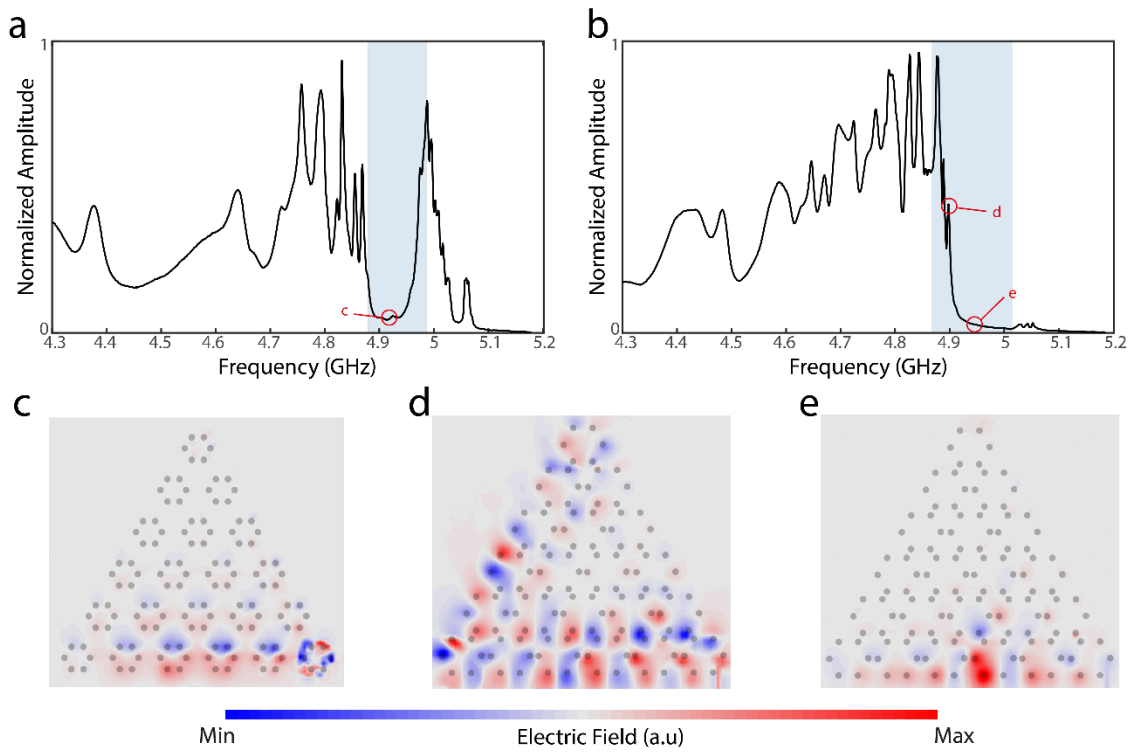 a
b
1
Normalized Amplitude
c
0
4.3 4.4 4.5 4.6 4.7 4.8 4.9 5 5.1 5.2
Frequency (GHz)
1
Normalized Amplitude
d
e
0
4.3 4.4 4.5 4.6 4.7 4.8 4.9 5 5.1 5.2
Frequency (GHz)
c
d
e
Min
Electric Field (a.u)
Max